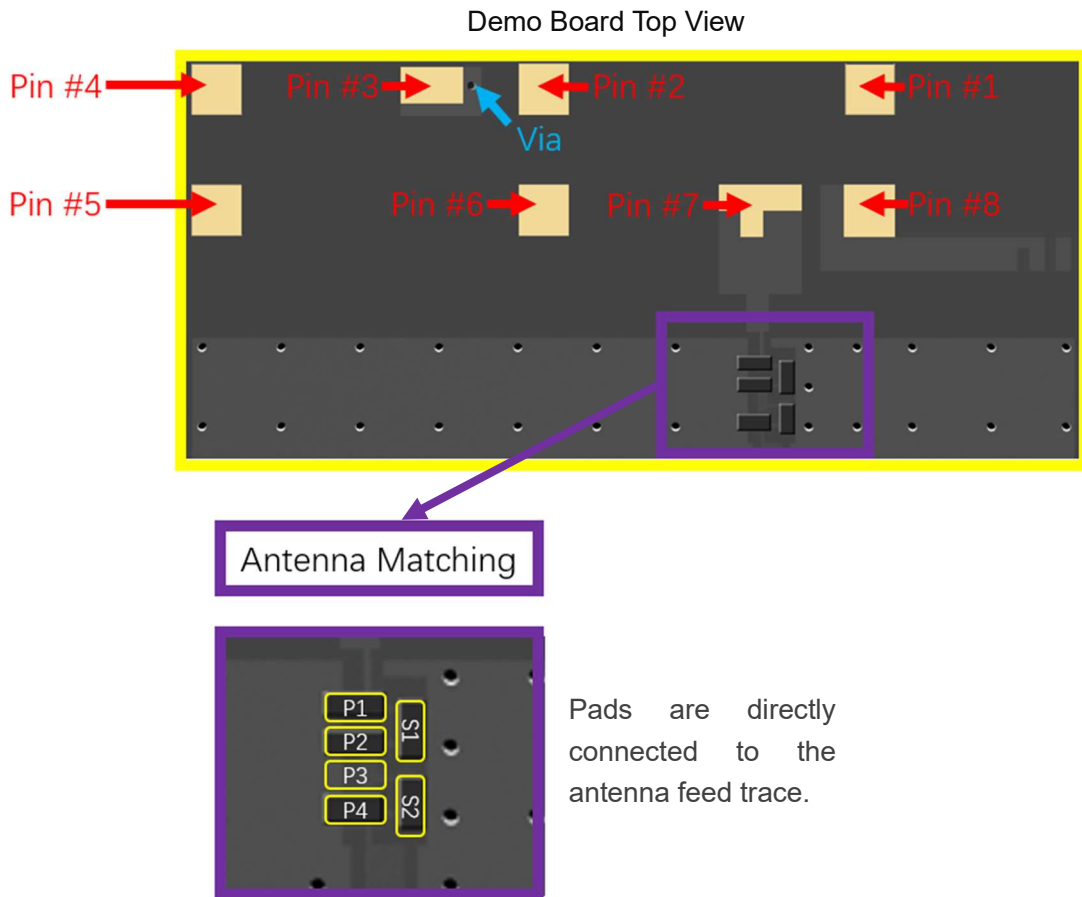 Demo Board Top View
Pin #4
Pin #3
Pin #2
Pin #1
Via
Pin #5
Pin #6
Pin #7
Pin #8
Antenna Matching
P1
P2
P3
P4
S1
S2
Pads are directly
connected to the
antenna feed trace.